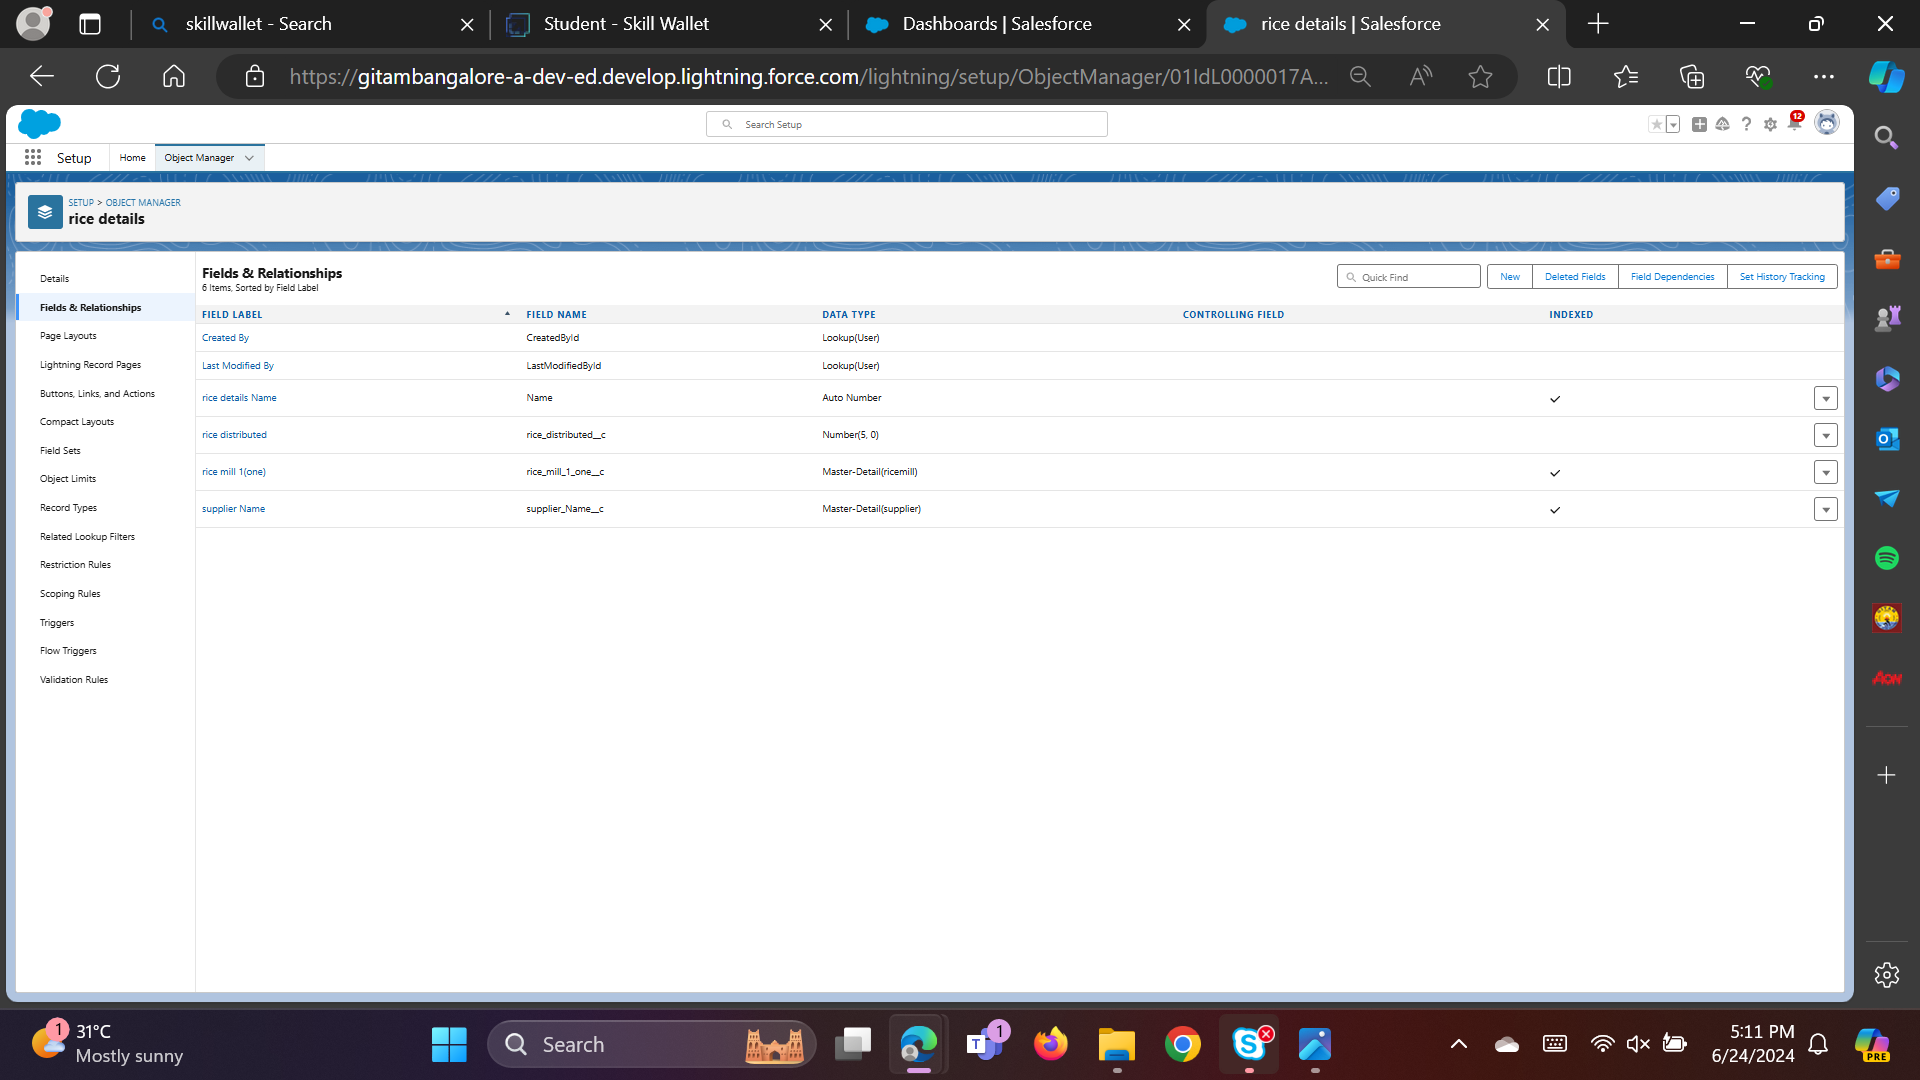 skillwallet - Search
Student - Skill Wallet
Dashboards | Salesforce
rice details | Salesforce
https://gitambangalore-a-dev-ed.develop.lightning.force.com/lightning/setup/ObjectManager/01IdL0000017A...
Search Setup
12
Setup
Home
Object Manager
SETUP > OBJECT MANAGER
rice details
Details
Fields & Relationships
Page Layouts
Lightning Record Pages
Buttons, Links, and Actions
Compact Layouts
Field Sets
Object Limits
Record Types
Related Lookup Filters
Restriction Rules
Scoping Rules
Triggers
Flow Triggers
Validation Rules
Fields & Relationships
6 Items, Sorted by Field Label
Quick Find
New
Deleted Fields
Field Dependencies
Set History Tracking
FIELD LABEL FIELD NAME DATA TYPE CONTROLLING FIELD INDEXED
Created By CreatedById Lookup(User)
Last Modified By LastModifiedById Lookup(User)
rice details Name Name Auto Number
rice distributed rice_distributed__c Number(5, 0)
rice mill 1(one) rice_mill_1_one__c Master-Detail(ricemill)
supplier Name supplier_Name__c Master-Detail(supplier)
AON
1
31°C
Mostly sunny
Search
1
5:11 PM
6/24/2024
PRE